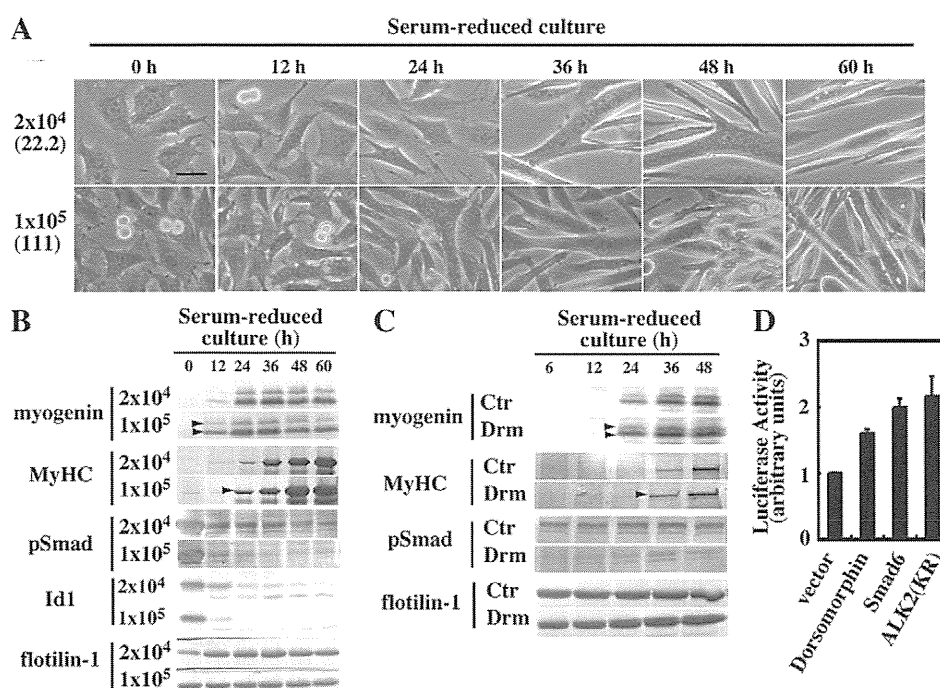 A
Serum-reduced culture
0 h 12 h 24 h 36 h 48 h 60 h
2x10⁴
(22.2)
1x10⁵
(111)
B
Serum-reduced
culture (h)
0 12 24 36 48 60
myogenin
2x10⁴
1x10⁵
MyHC
2x10⁴
1x10⁵
pSmad
2x10⁴
1x10⁵
Id1
2x10⁴
1x10⁵
flotilin-1
2x10⁴
1x10⁵
C
Serum-reduced
culture (h)
6 12 24 36 48
myogenin
Ctr
Drm
MyHC
Ctr
Drm
pSmad
Ctr
Drm
flotilin-1
Ctr
Drm
D
Luciferase Activity
(arbitrary units)
3
2
1
0
vector
Dorsomorphin
Smad6
ALK2(KR)